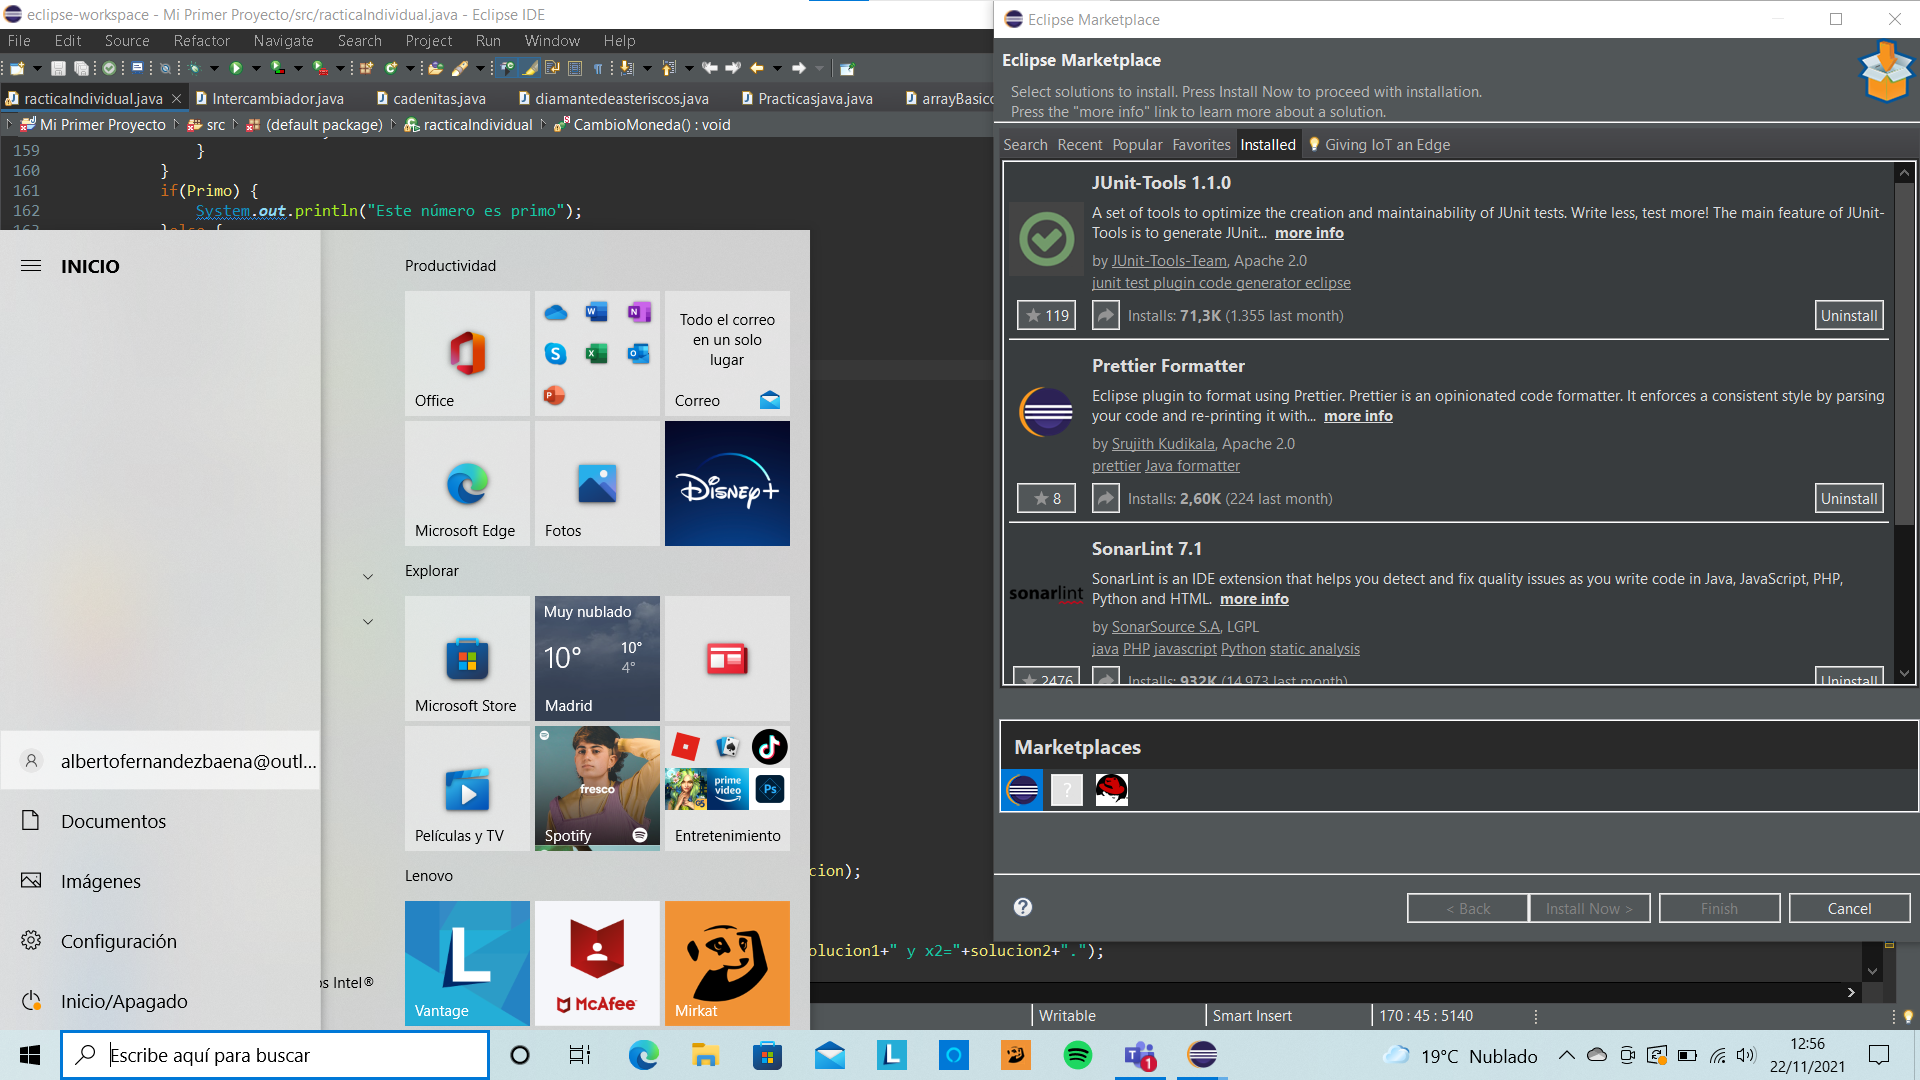 eclipse-workspace - Mi Primer Proyecto/src/racticaIndividual.java - Eclipse IDE
File Edit Source Refactor Navigate Search Project Run Window Help
racticaIndividual.java Intercambiador.java cadenitas.java diamantedeasteriscos.java Practicasjava.java arrayBasico
Mi Primer Proyecto src (default package) racticaIndividual CambioMoneda() : void
159 }
160 }
161 if(Primo) {
162 System.out.println("Este número es primo");
INICIO
albertofernandezbaena@outl...
Documentos
Imágenes
Configuración
Inicio/Apagado
os Intel®
Productividad
Office
Todo el correo
en un solo
lugar
Correo
Microsoft Edge
Fotos
Disney+
Explorar
Microsoft Store
Muy nublado
10°
10°
4°
Madrid
Películas y TV
fresco
Spotify
prime
video
Ps
Entretenimiento
Lenovo
L
Vantage
McAfee
Mirkat
cion);
olucion1+" y x2="+solucion2+".");
Writable Smart Insert 170 : 45 : 5140
Eclipse Marketplace
Eclipse Marketplace
Select solutions to install. Press Install Now to proceed with installation.
Press the "more info" link to learn more about a solution.
Search Recent Popular Favorites Installed Giving IoT an Edge
JUnit-Tools 1.1.0
A set of tools to optimize the creation and maintainability of JUnit tests. Write less, test more! The main feature of JUnit-
Tools is to generate JUnit... more info
by JUnit-Tools-Team, Apache 2.0
junit test plugin code generator eclipse
119 Installs: 71,3K (1.355 last month) Uninstall
Prettier Formatter
Eclipse plugin to format using Prettier. Prettier is an opinionated code formatter. It enforces a consistent style by parsing
your code and re-printing it with... more info
by Srujith Kudikala, Apache 2.0
prettier Java formatter
8 Installs: 2,60K (224 last month) Uninstall
SonarLint 7.1
sonarlint
SonarLint is an IDE extension that helps you detect and fix quality issues as you write code in Java, JavaScript, PHP,
Python and HTML. more info
by SonarSource S.A, LGPL
java PHP javascript Python static analysis
2476 Installs: 932K (14.973 last month) Uninstall
Marketplaces
?
< Back Install Now > Finish Cancel
Escribe aquí para buscar
L
1
19°C Nublado
12:56
22/11/2021